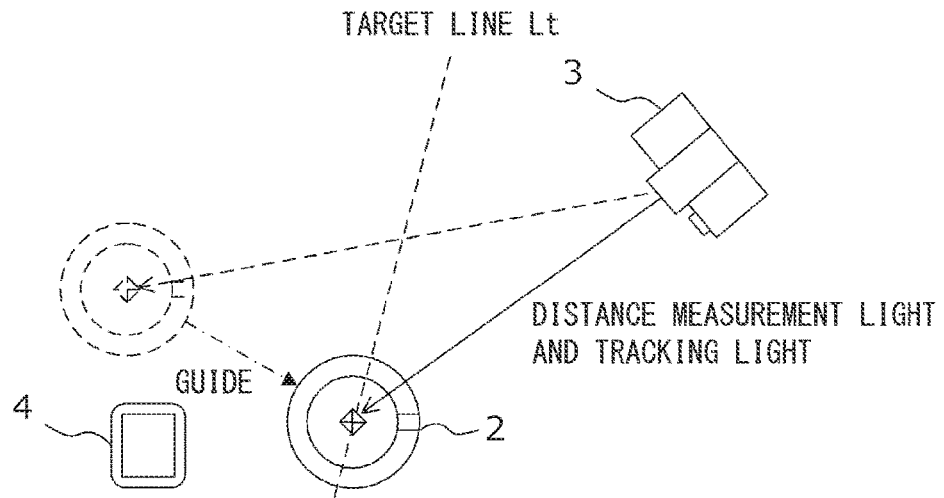 TARGET LINE Lt
3
DISTANCE MEASUREMENT LIGHT
AND TRACKING LIGHT
GUIDE
4
2